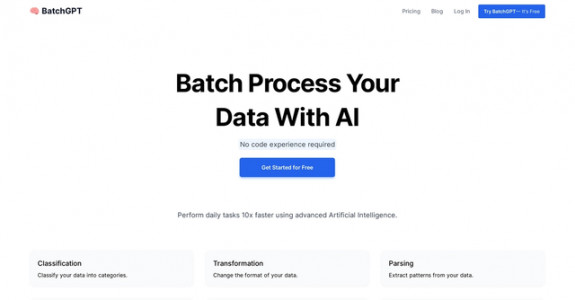 🧠 BatchGPT
Pricing Blog Log In Try BatchGPT— It's Free
Batch Process Your
Data With AI
No code experience required
Get Started for Free
Perform daily tasks 10x faster using advanced Artificial Intelligence.
Classification Transformation Parsing
Classify your data into categories. Change the format of your data. Extract patterns from your data.